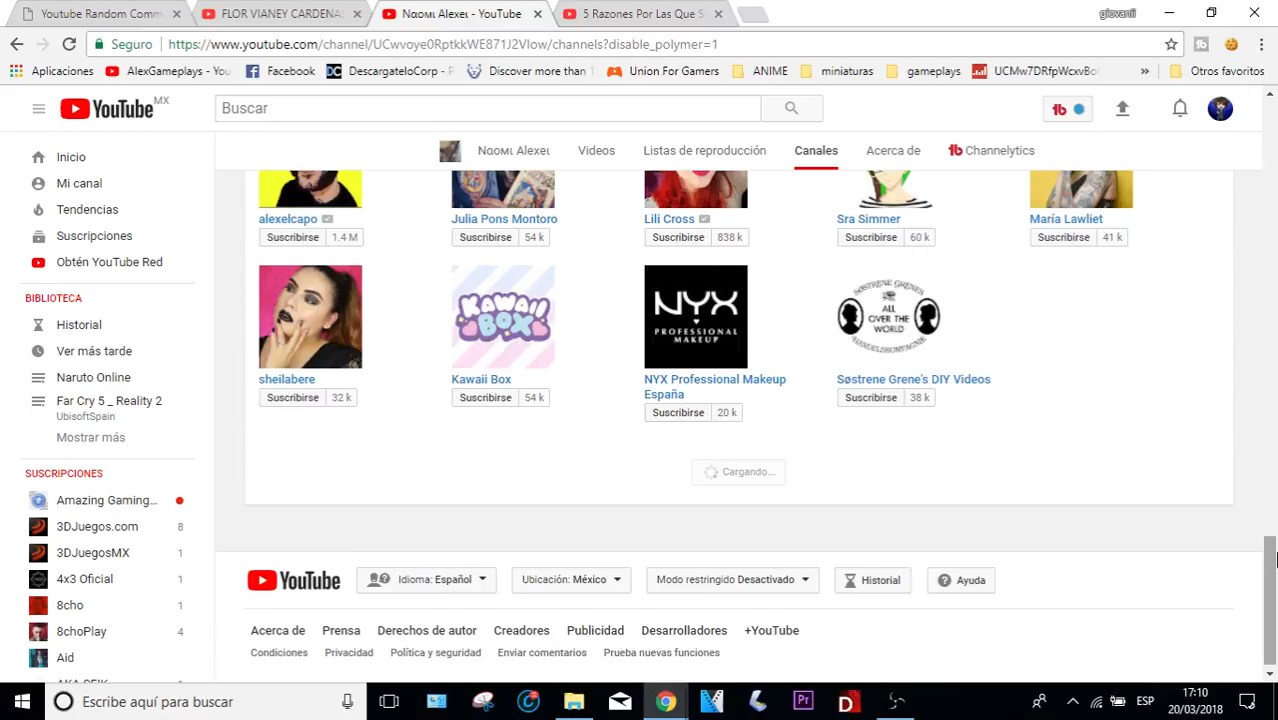 Youtube Random Comm
FLOR VIANEY CARDENAS
Nαoмι Alexeι - YouTube
5 Razones Por Las Que S
giovanii
Seguro
https://www.youtube.com/channel/UCwvoye0RptkkWE871J2Vlow/channels?disable_polymer=1
Aplicaciones
AlexGameplays - You
Facebook
DescargateloCorp - F
Discover more than 1
Union For Gamers
ANIME
miniaturas
gameplays
UCMw7DRfpWcxvBot
»
Otros favoritos
YouTube MX
Buscar
Nαoмι Alexeι
Videos
Listas de reproducción
Canales
Acerca de
Channelytics
Inicio
Mi canal
Tendencias
Suscripciones
Obtén YouTube Red
BIBLIOTECA
Historial
Ver más tarde
Naruto Online
Far Cry 5 _ Reality 2
UbisoftSpain
Mostrar más
SUSCRIPCIONES
Amazing Gaming...
3DJuegos.com 8
3DJuegosMX 1
4x3 Oficial 1
8cho 1
8choPlay 4
Aid
alexelcapo
Suscribirse 1.4 M
Julia Pons Montoro
Suscribirse 54 k
Lili Cross
Suscribirse 838 k
Sra Simmer
Suscribirse 60 k
María Lawliet
Suscribirse 41 k
sheilabere
Suscribirse 32 k
KAWAII
BOX
Kawaii Box
Suscribirse 54 k
NYX
PROFESSIONAL
MAKEUP
NYX Professional Makeup
España
Suscribirse 20 k
SØSTRENE GRENES
ALL
OVER THE
WORLD
HANDELSKOMPAGNIE
Søstrene Grene's DIY Videos
Suscribirse 38 k
Cargando...
YouTube
Idioma: Español
Ubicación: México
Modo restringido Desactivado
Historial
Ayuda
Acerca de
Prensa
Derechos de autor
Creadores
Publicidad
Desarrolladores
+YouTube
Condiciones
Privacidad
Política y seguridad
Enviar comentarios
Prueba nuevas funciones
Escribe aquí para buscar
ESP
17:10
20/03/2018